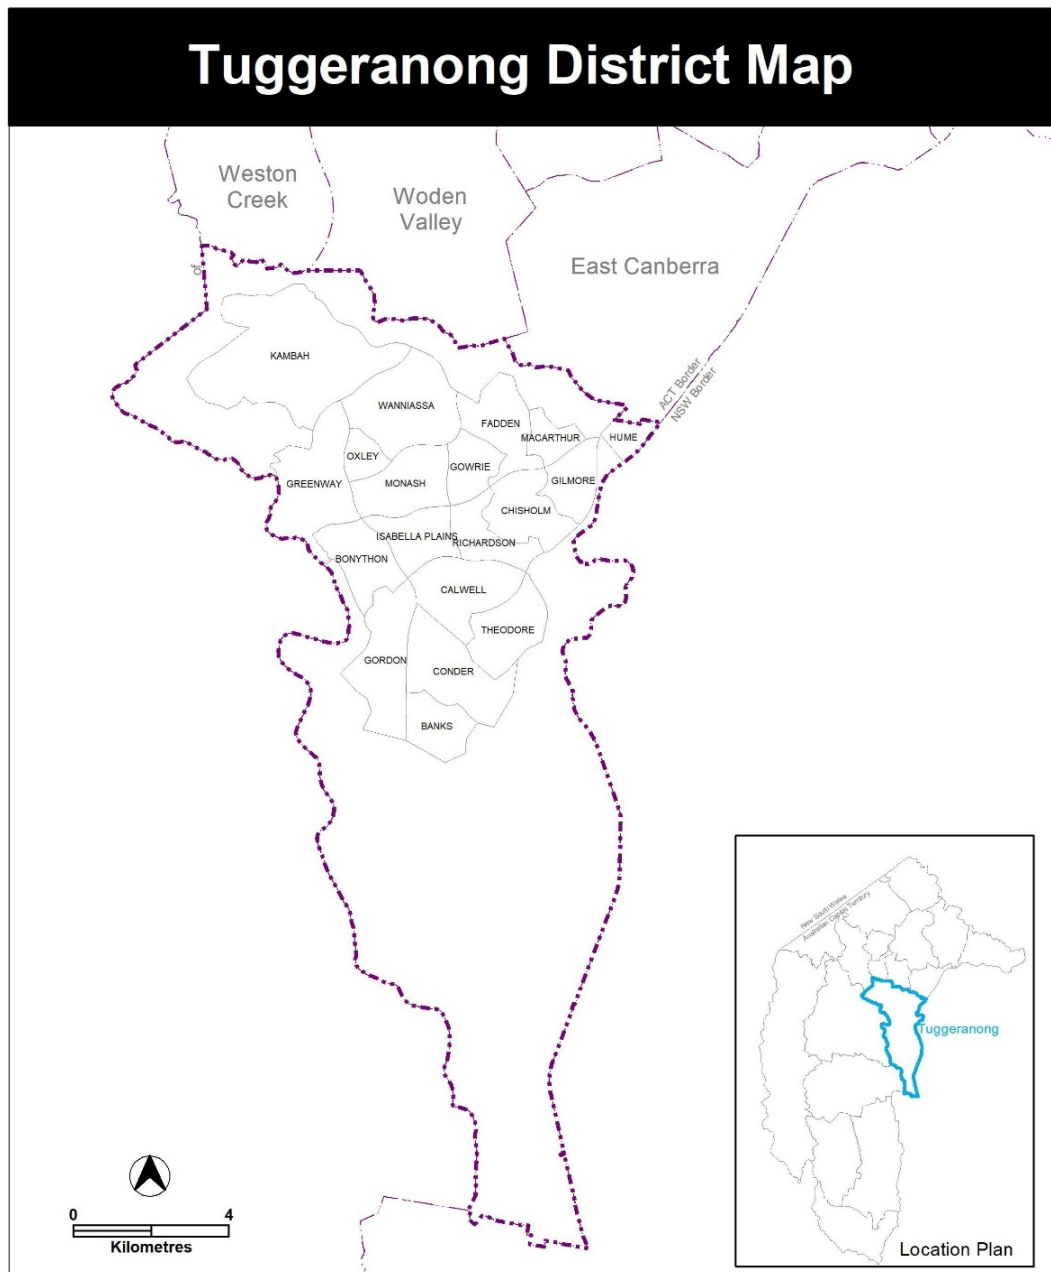 Tuggeranong District Map
Weston
Creek
Woden
Valley
East Canberra
of
ACT Border
NSW Border
KAMBAH
WANNIASSA
FADDEN
MACARTHUR
HUME
OXLEY
GOWRIE
GREENWAY
MONASH
GILMORE
CHISHOLM
ISABELLA PLAINS
RICHARDSON
BONYTHON
CALWELL
THEODORE
GORDON
CONDER
BANKS
New South Wales
Australian Capital Territory
Tuggeranong
Location Plan
0 4
Kilometres